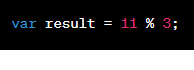 var result = 11 % 3;